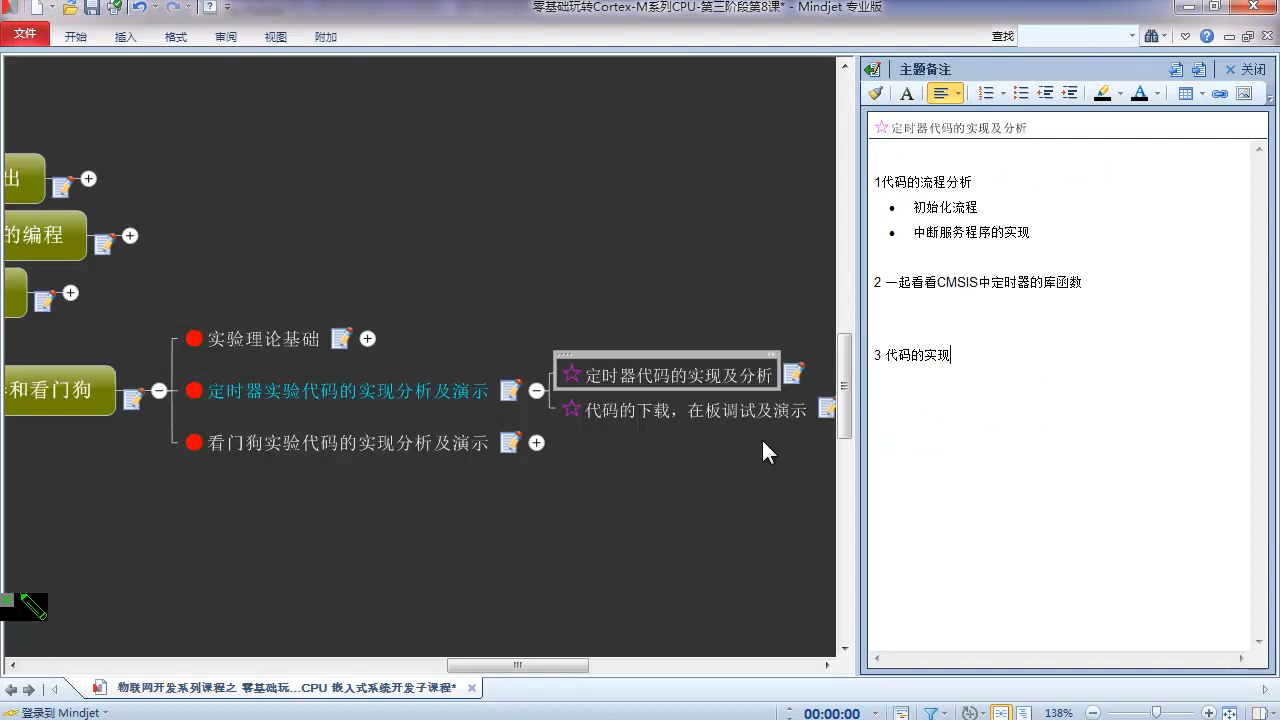 零基础玩转Cortex-M系列CPU-第三阶段第8课* - Mindjet 专业版
文件 开始 插入 格式 审阅 视图 附加 查找
主题备注 关闭
定时器代码的实现及分析
1代码的流程分析
• 初始化流程
• 中断服务程序的实现
2 一起看看CMSIS中定时器的库函数
3 代码的实现
出
的编程
和看门狗
实验理论基础
定时器实验代码的实现分析及演示
看门狗实验代码的实现分析及演示
定时器代码的实现及分析
代码的下载，在板调试及演示
物联网开发系列课程之 零基础玩...CPU 嵌入式系统开发子课程*
登录到 Mindjet 00:00:00 138%